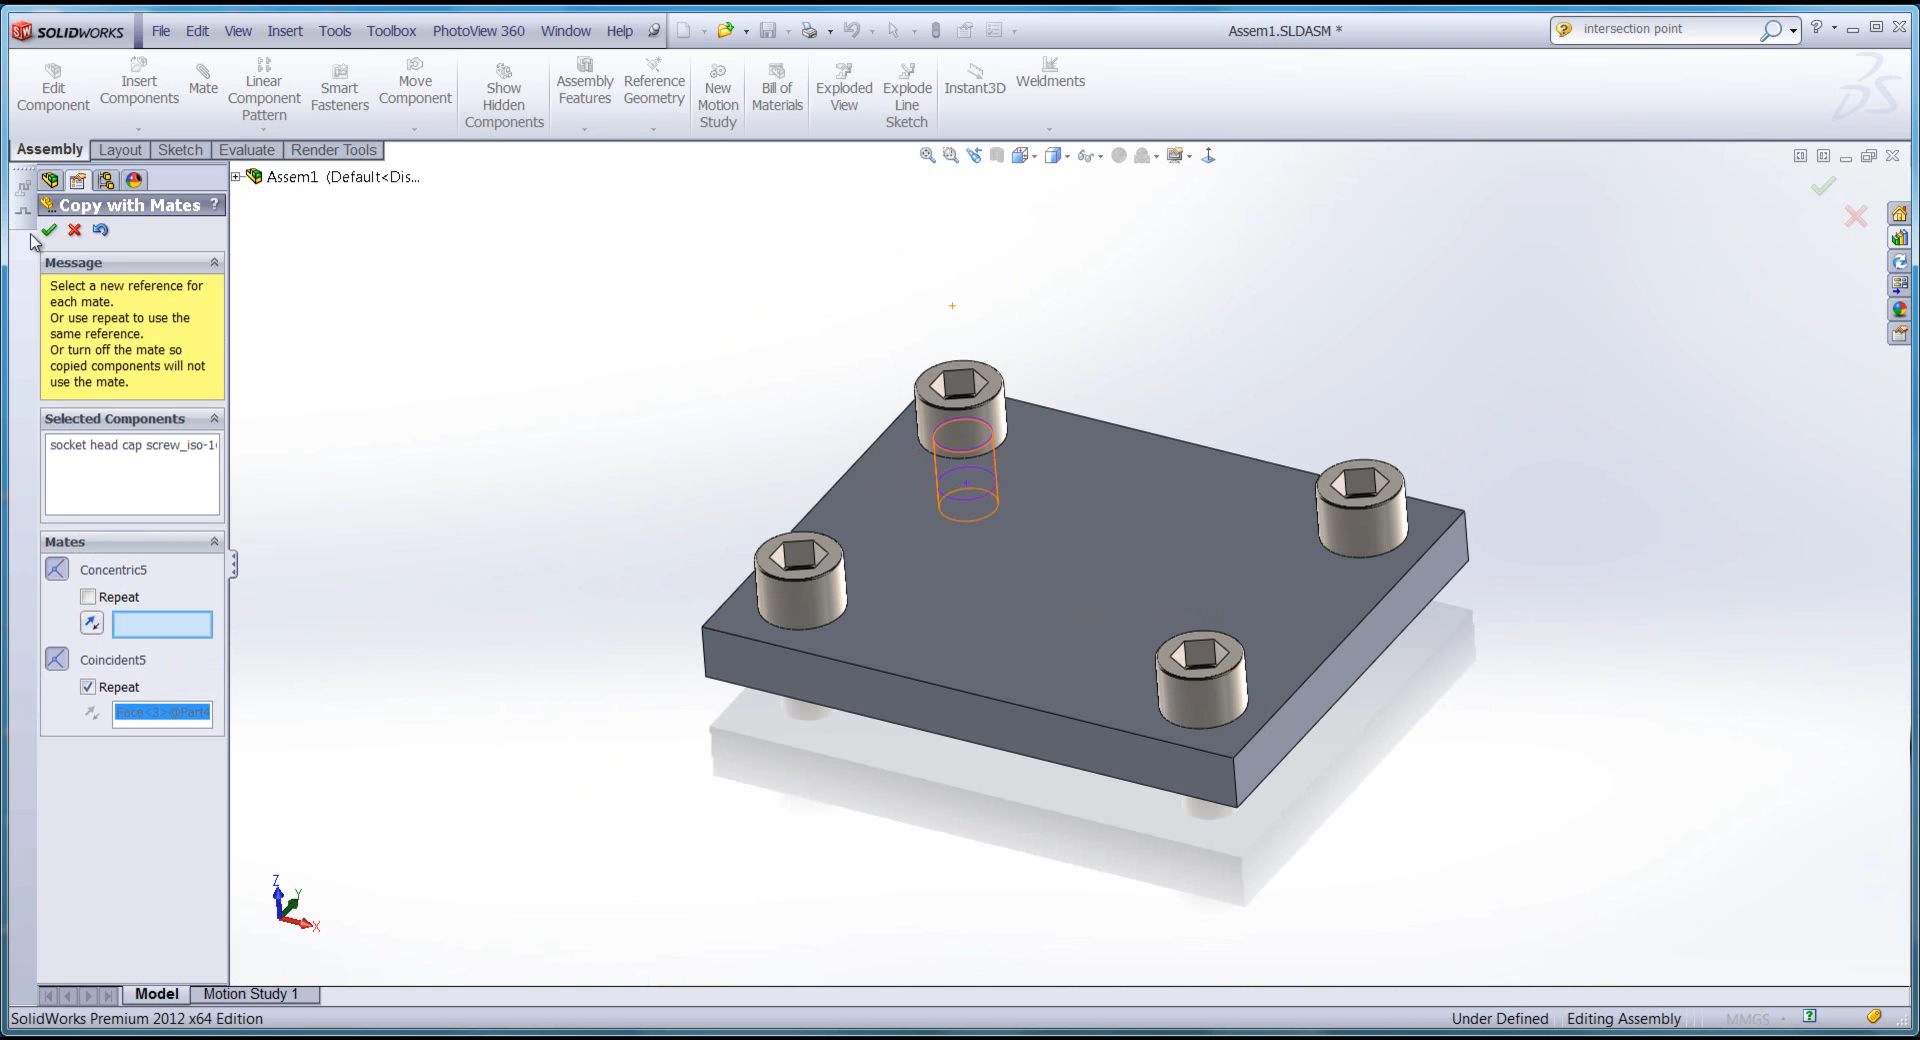 SOLIDWORKS File Edit View Insert Tools Toolbox PhotoView 360 Window Help Assem1.SLDASM * intersection point ?
Edit Component
Insert Components
Mate
Linear Component Pattern
Smart Fasteners
Move Component
Show Hidden Components
Assembly Features
Reference Geometry
New Motion Study
Bill of Materials
Exploded View
Explode Line Sketch
Instant3D
Weldments
Assembly Layout Sketch Evaluate Render Tools
Assem1 (Default<Dis...
Copy with Mates ?
Message
Select a new reference for
each mate.
Or use repeat to use the
same reference.
Or turn off the mate so
copied components will not
use the mate.
Selected Components
socket head cap screw_iso-1
Mates
Concentric5
Repeat
Coincident5
Repeat
Face<3>@Part4
Z
Y
X
Model Motion Study 1
SolidWorks Premium 2012 x64 Edition Under Defined Editing Assembly MMGS